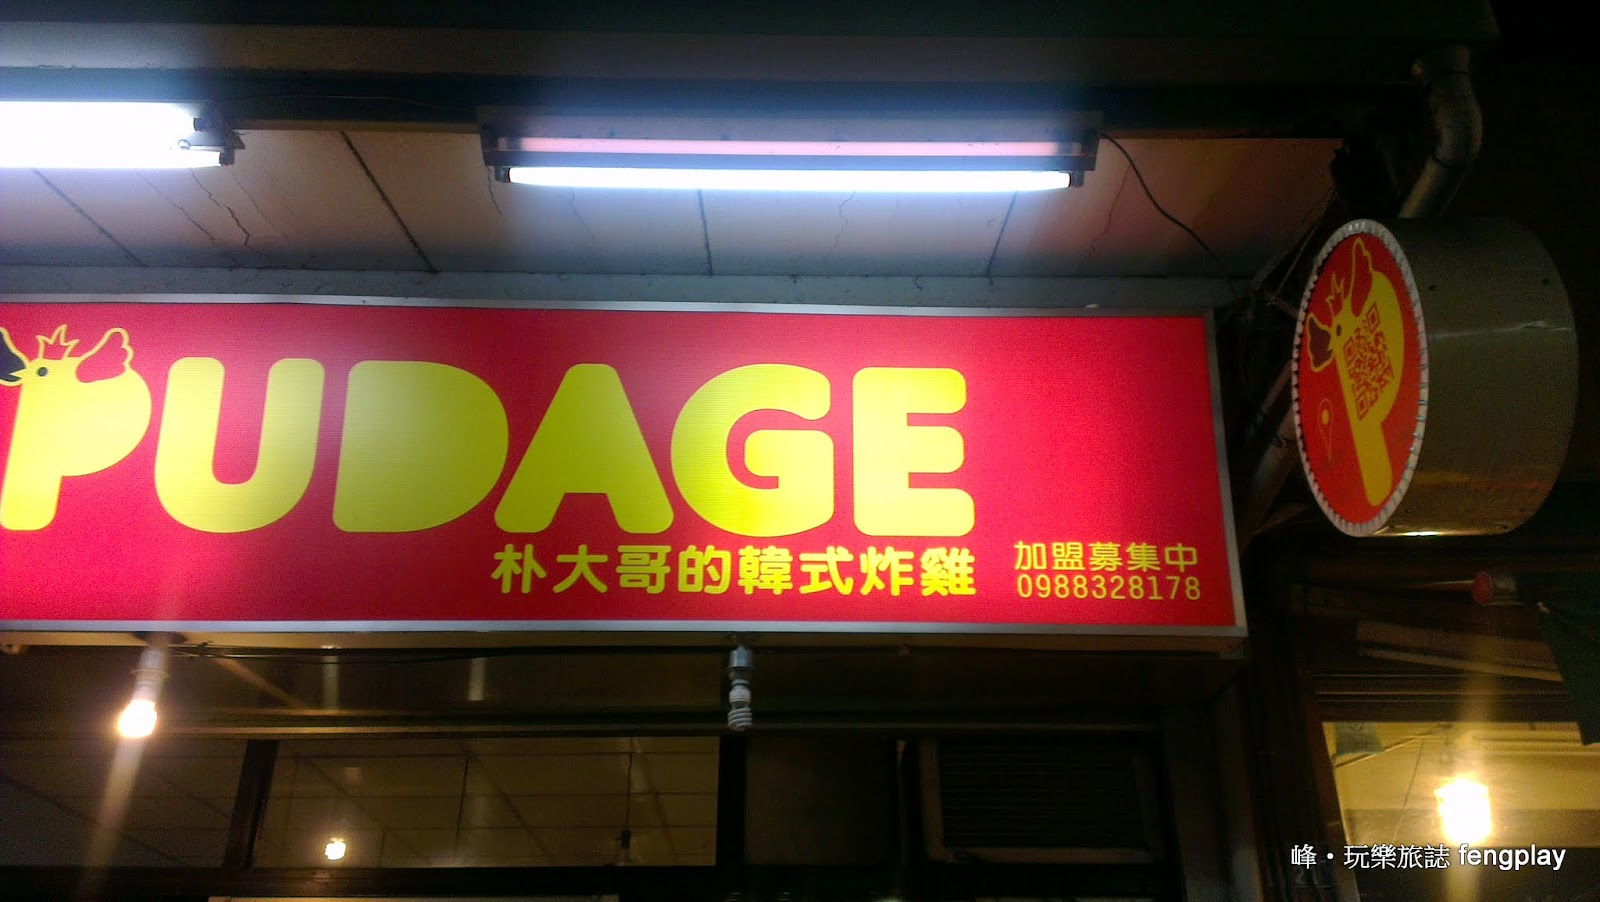 PUDAGE
朴大哥的韓式炸雞
加盟募集中
0988328178
峰・玩樂旅誌 fengplay